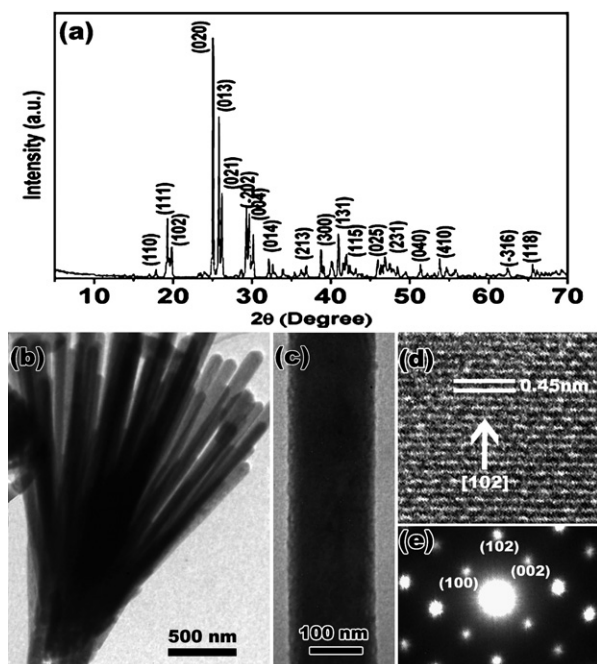 (a)
Intensity (a.u.)
(020)
(013)
(021)
(-202)
(004)
(111)
(102)
(110)
(014)
(213)
(300)
(131)
(115)
(025)
(231)
(040)
(410)
(-316)
(118)
10 20 30 40 50 60 70
2θ (Degree)
(b)
500 nm
(c)
100 nm
(d)
0.45nm
[102]
(e)
(102)
(002)
(100)